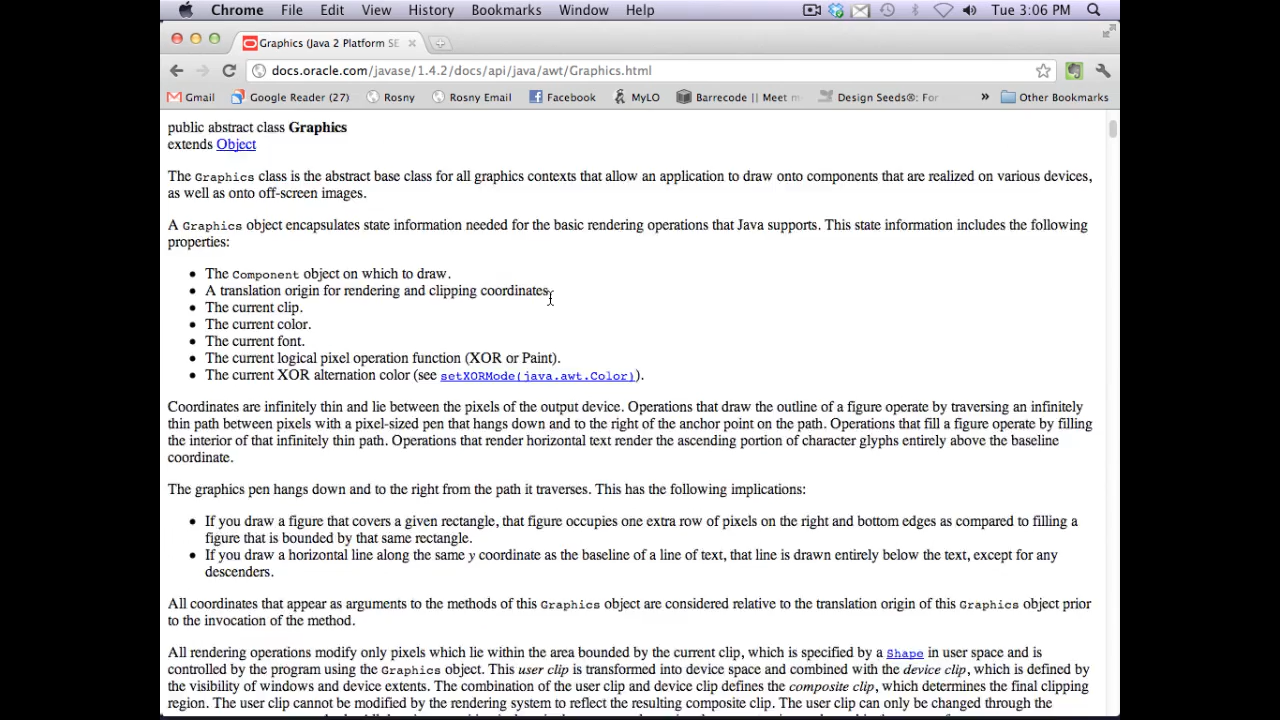 Chrome File Edit View History Bookmarks Window Help Tue 3:06 PM
Graphics (Java 2 Platform SE
docs.oracle.com/javase/1.4.2/docs/api/java/awt/Graphics.html
Gmail Google Reader (27) Rosny Rosny Email Facebook MyLO Barrecode || Meet Design Seeds®: For » Other Bookmarks
public abstract class Graphics
extends Object
The Graphics class is the abstract base class for all graphics contexts that allow an application to draw onto components that are realized on various devices,
as well as onto off-screen images.
A Graphics object encapsulates state information needed for the basic rendering operations that Java supports. This state information includes the following
properties:
• The Component object on which to draw.
• A translation origin for rendering and clipping coordinates.
• The current clip.
• The current color.
• The current font.
• The current logical pixel operation function (XOR or Paint).
• The current XOR alternation color (see setXORMode(java.awt.Color)).
Coordinates are infinitely thin and lie between the pixels of the output device. Operations that draw the outline of a figure operate by traversing an infinitely
thin path between pixels with a pixel-sized pen that hangs down and to the right of the anchor point on the path. Operations that fill a figure operate by filling
the interior of that infinitely thin path. Operations that render horizontal text render the ascending portion of character glyphs entirely above the baseline
coordinate.
The graphics pen hangs down and to the right from the path it traverses. This has the following implications:
• If you draw a figure that covers a given rectangle, that figure occupies one extra row of pixels on the right and bottom edges as compared to filling a
figure that is bounded by that same rectangle.
• If you draw a horizontal line along the same y coordinate as the baseline of a line of text, that line is drawn entirely below the text, except for any
descenders.
All coordinates that appear as arguments to the methods of this Graphics object are considered relative to the translation origin of this Graphics object prior
to the invocation of the method.
All rendering operations modify only pixels which lie within the area bounded by the current clip, which is specified by a Shape in user space and is
controlled by the program using the Graphics object. This user clip is transformed into device space and combined with the device clip, which is defined by
the visibility of windows and device extents. The combination of the user clip and device clip defines the composite clip, which determines the final clipping
region. The user clip cannot be modified by the rendering system to reflect the resulting composite clip. The user clip can only be changed through the